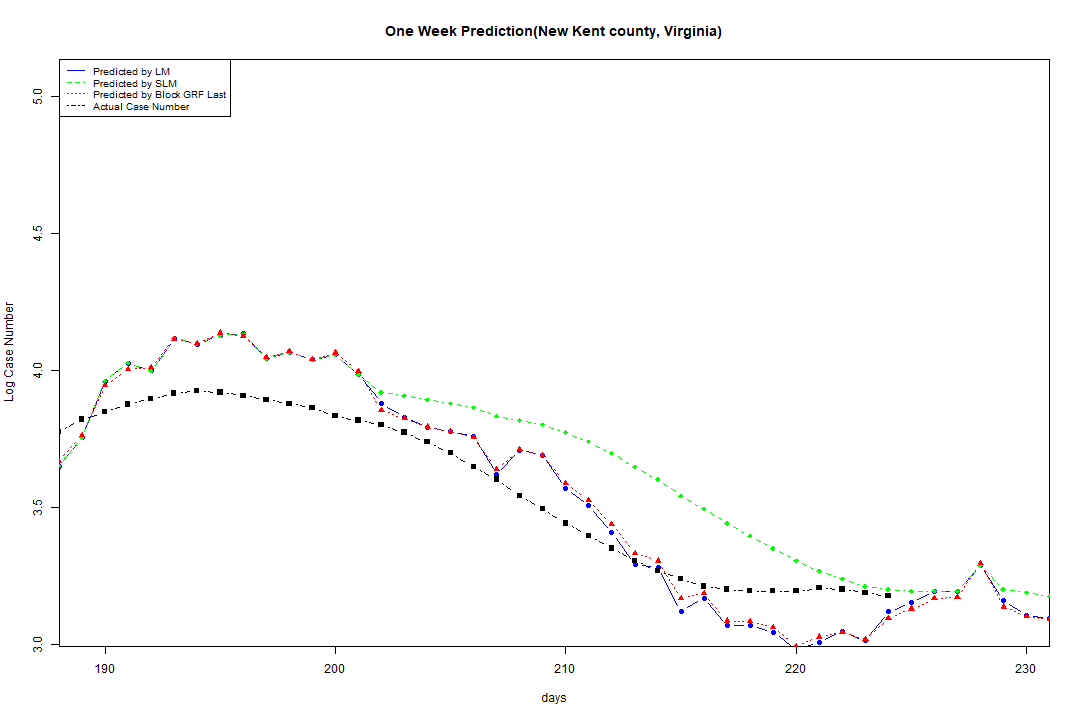 One Week Prediction(New Kent county, Virginia)
Predicted by LM
Predicted by SLM
Predicted by Block GRF Last
Actual Case Number
5.0
4.5
4.0
3.5
3.0
Log Case Number
190 200 210 220 230
days